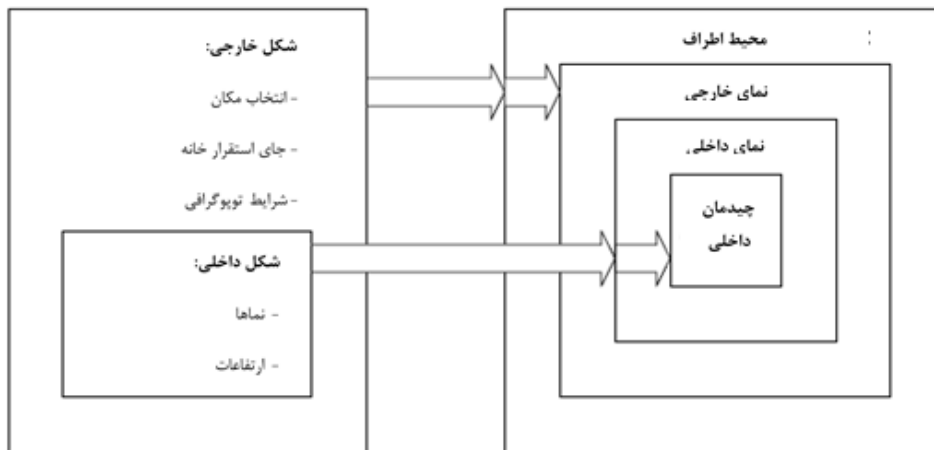 محیط اطراف
:
نمای خارجی
نمای داخلی
چیدمان
داخلی
شکل خارجی:
- انتخاب مکان
- جای استقرار خانه
- شرایط توپوگرافی
شکل داخلی:
- نماها
- ارتفاعات